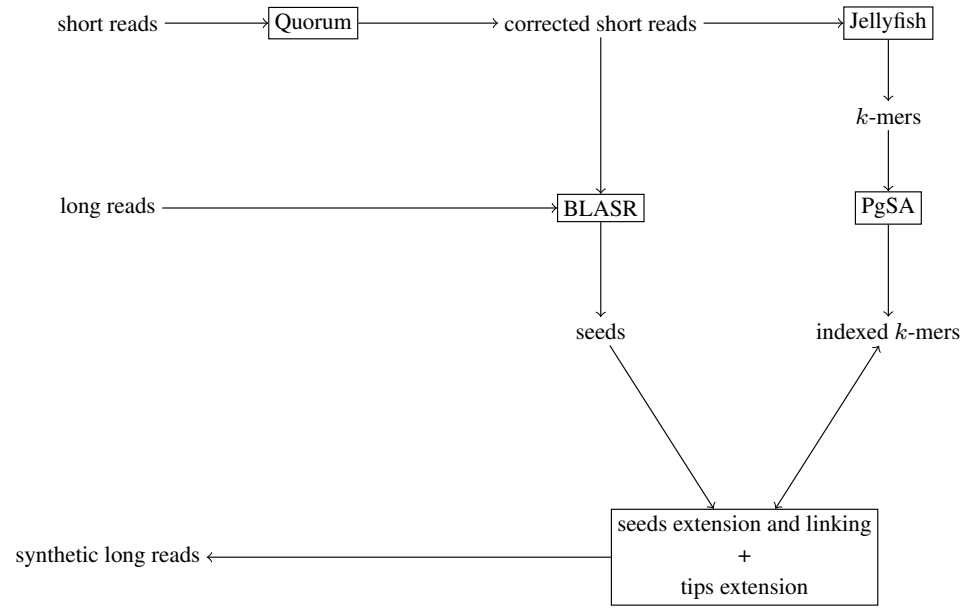 short reads
Quorum
corrected short reads
Jellyfish
k-mers
long reads
BLASR
PgSA
seeds
indexed k-mers
seeds extension and linking
+
tips extension
synthetic long reads